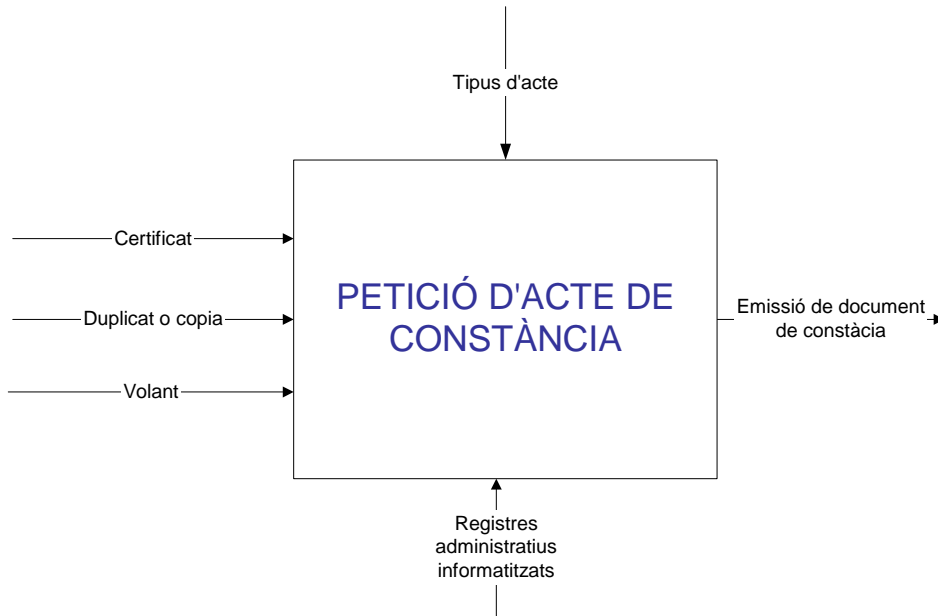 Tipus d'acte
Certificat
Duplicat o copia
Volant
PETICIÓ D'ACTE DE
CONSTÀNCIA
Emissió de document
de constàcia
Registres
administratius
informatitzats